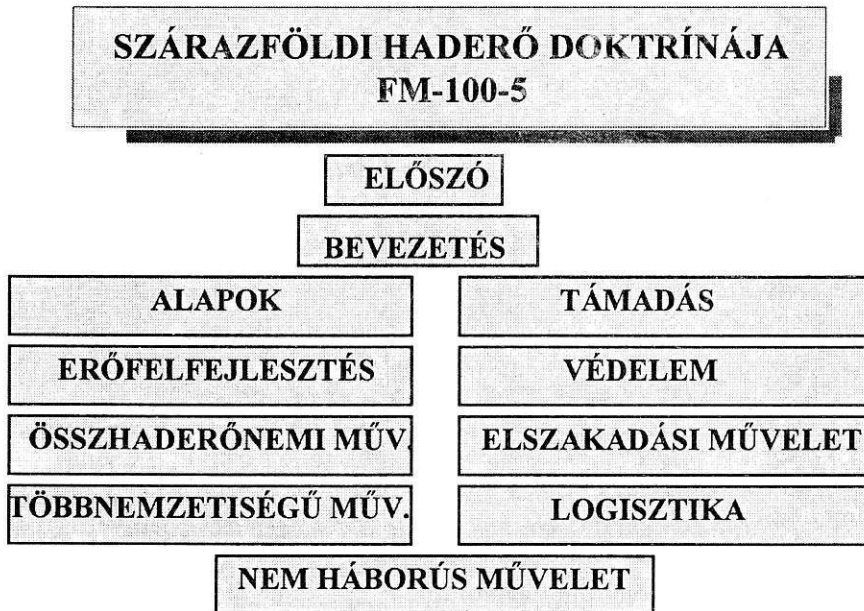 SZÁRAZFÖLDI HADERŐ DOKTRÍNÁJA
FM-100-5
ELŐSZÓ
BEVEZETÉS
ALAPOK
TÁMADÁS
ERŐFELFEJLESZTÉS
VÉDELEM
ÖSSZHADERŐNEMI MŰV.
ELSZAKADÁSI MŰVELET
TÖBBNEMZETISÉGŰ MŰV.
LOGISZTIKA
NEM HÁBORÚS MŰVELET